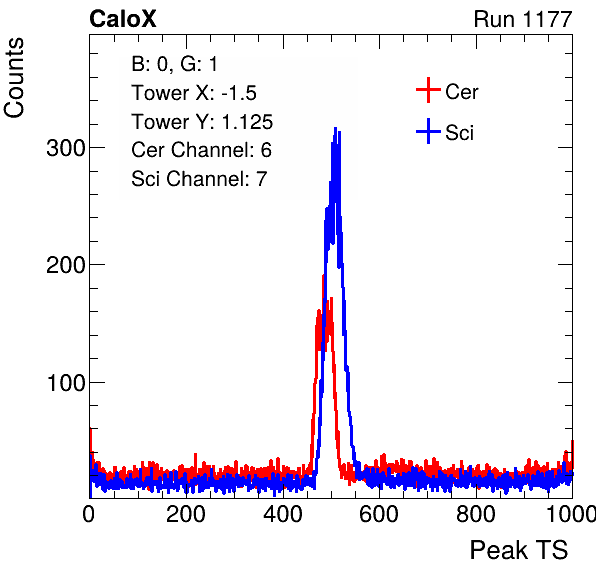 CaloX Run 1177
Counts
B: 0, G: 1
Tower X: -1.5
Tower Y: 1.125
Cer Channel: 6
Sci Channel: 7
Cer
Sci
300
200
100
0 200 400 600 800 1000
Peak TS